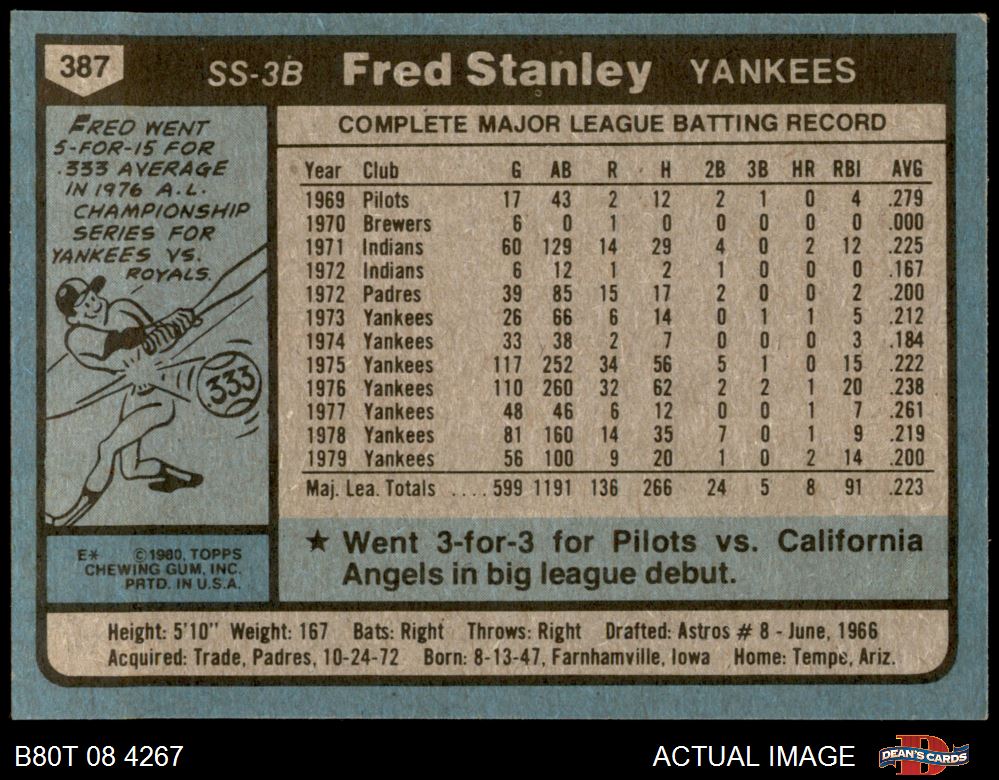 387 SS-3B Fred Stanley YANKEES
FRED WENT
5-FOR-15 FOR
.333 AVERAGE
IN 1976 A.L.
CHAMPIONSHIP
SERIES FOR
YANKEES VS.
ROYALS.
333
E* ©1980, TOPPS
CHEWING GUM, INC.
PRTD. IN U.S.A.
COMPLETE MAJOR LEAGUE BATTING RECORD
Year Club G AB R H 2B 3B HR RBI AVG
1969 Pilots 17 43 2 12 2 1 0 4 .279
1970 Brewers 6 0 1 0 0 0 0 0 .000
1971 Indians 60 129 14 29 4 0 2 12 .225
1972 Indians 6 12 1 2 1 0 0 0 .167
1972 Padres 39 85 15 17 2 0 0 2 .200
1973 Yankees 26 66 6 14 0 1 1 5 .212
1974 Yankees 33 38 2 7 0 0 0 3 .184
1975 Yankees 117 252 34 56 5 1 0 15 .222
1976 Yankees 110 260 32 62 2 2 1 20 .238
1977 Yankees 48 46 6 12 0 0 1 7 .261
1978 Yankees 81 160 14 35 7 0 1 9 .219
1979 Yankees 56 100 9 20 1 0 2 14 .200
Maj. Lea. Totals ....599 1191 136 266 24 5 8 91 .223
★ Went 3-for-3 for Pilots vs. California
Angels in big league debut.
Height: 5'10" Weight: 167 Bats: Right Throws: Right Drafted: Astros # 8 - June, 1966
Acquired: Trade, Padres, 10-24-72 Born: 8-13-47, Farnhamville, Iowa Home: Tempe, Ariz.
B80T 08 4267 ACTUAL IMAGE DEAN'S CARDS